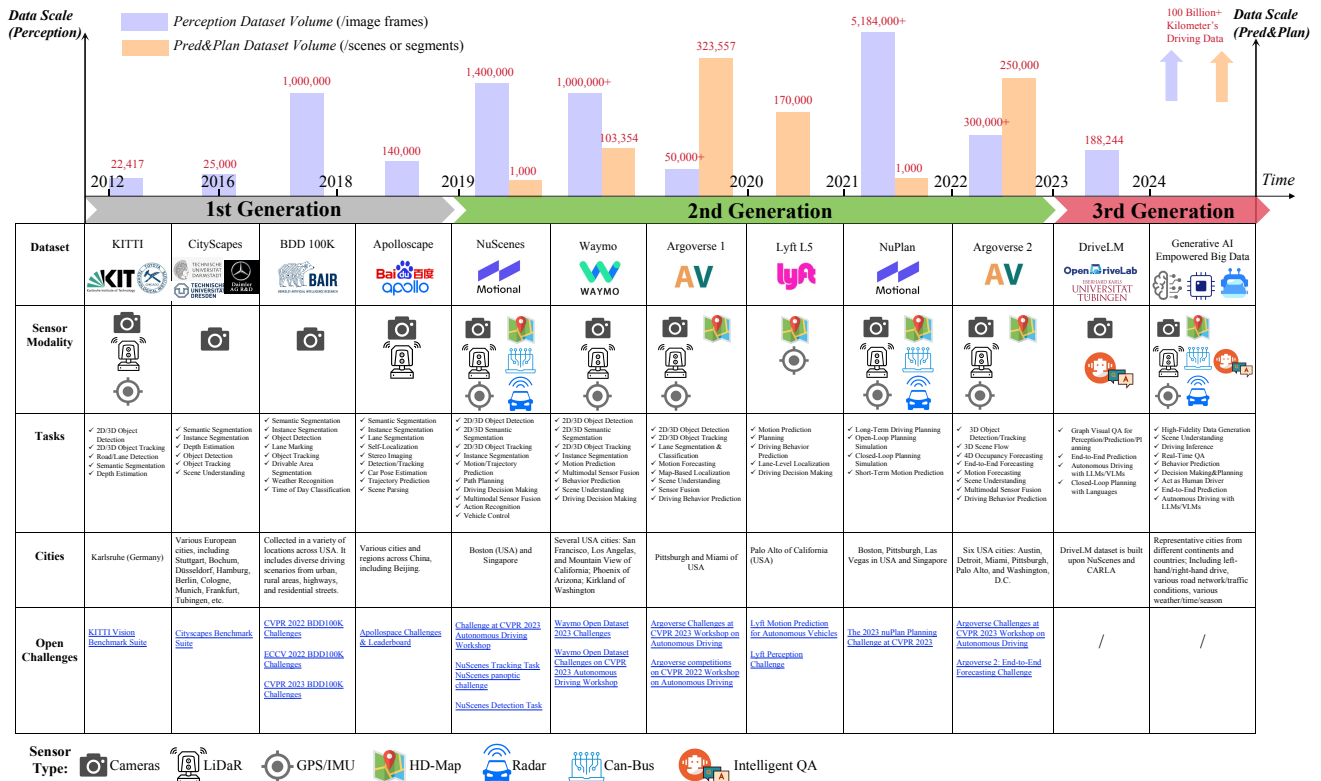 Data Scale
(Perception)
Perception Dataset Volume (/image frames)
Pred&Plan Dataset Volume (/scenes or segments)
22,417
25,000
1,000,000
140,000
1,400,000
1,000
1,000,000+
103,354
50,000+
323,557
170,000
5,184,000+
1,000
300,000+
250,000
188,244
100 Billion+
Kilometer's
Driving Data
Data Scale
(Pred&Plan)
2012
2016
2018
2019
2020
2021
2022
2023
2024
Time
1st Generation
2nd Generation
3rd Generation
Dataset
KITTI
KIT
CityScapes
TECHNISCHE
UNIVERSITÄT
DARMSTADT
TECHNISCHE
UNIVERSITÄT
DRESDEN
Daimler
AG R&D
BDD 100K
BAIR
Apolloscape
Bai du 百度
apollo
NuScenes
Motional
Waymo
WAYMO
Argoverse 1
AV
Lyft L5
lyft
NuPlan
Motional
Argoverse 2
AV
DriveLM
OpenDriveLab
EBERHARD KARLS
UNIVERSITÄT
TÜBINGEN
Generative AI
Empowered Big Data
Sensor
Modality
Q
A
Q
A
Tasks
✓ 2D/3D Object
Detection
✓ 2D/3D Object Tracking
✓ Road/Lane Detection
✓ Semantic Segmentation
✓ Depth Estimation
✓ Semantic Segmentation
✓ Instance Segmentation
✓ Depth Estimation
✓ Object Detection
✓ Object Tracking
✓ Scene Understanding
✓ Semantic Segmentation
✓ Instance Segmentation
✓ Object Detection
✓ Lane Marking
✓ Object Tracking
✓ Drivable Area
Segmentation
✓ Weather Recognition
✓ Time of Day Classification
✓ Semantic Segmentation
✓ Instance Segmentation
✓ Lane Segmentation
✓ Self-Localization
✓ Stereo Imaging
✓ Detection/Tracking
✓ Car Pose Estimation
✓ Trajectory Prediction
✓ Scene Parsing
✓ 2D/3D Object Detection
✓ 2D/3D Semantic
Segmentation
✓ 2D/3D Object Tracking
✓ Instance Segmentation
✓ Motion/Trajectory
Prediction
✓ Path Planning
✓ Driving Decision Making
✓ Multimodal Sensor Fusion
✓ Action Recognition
✓ Vehicle Control
✓ 2D/3D Object Detection
✓ 2D/3D Semantic
Segmentation
✓ 2D/3D Object Tracking
✓ Instance Segmentation
✓ Motion Prediction
✓ Multimodal Sensor Fusion
✓ Behavior Prediction
✓ Scene Understanding
✓ Driving Decision Making
✓ 2D/3D Object Detection
✓ 2D/3D Object Tracking
✓ Lane Segmentation &
Classification
✓ Motion Forecasting
✓ Map-Based Localization
✓ Scene Understanding
✓ Sensor Fusion
✓ Driving Behavior Prediction
✓ Motion Prediction
✓ Planning
✓ Driving Behavior
Prediction
✓ Lane-Level Localization
✓ Driving Decision Making
✓ Long-Term Driving Planning
✓ Open-Loop Planning
Simulation
✓ Closed-Loop Planning
Simulation
✓ Short-Term Motion Prediction
✓ 3D Object
Detection/Tracking
✓ 3D Scene Flow
✓ 4D Occupancy Forecasting
✓ End-to-End Forecasting
✓ Motion Forecasting
✓ Scene Understanding
✓ Multimodal Sensor Fusion
✓ Driving Behavior Prediction
✓ Graph Visual QA for
Perception/Prediction/Pl
anning
✓ End-to-End Prediction
✓ Autonomous Driving
with LLMs/VLMs
✓ Closed-Loop Planning
with Languages
✓ High-Fidelity Data Generation
✓ Scene Understanding
✓ Driving Inference
✓ Real-Time QA
✓ Behavior Prediction
✓ Decision Making&Planning
✓ Act as Human Driver
✓ End-to-End Prediction
✓ Autonomous Driving with
LLMs/VLMs
Cities
Karlsruhe (Germany)
Various European
cities, including
Stuttgart, Bochum,
Düsseldorf, Hamburg,
Berlin, Cologne,
Munich, Frankfurt,
Tubingen, etc.
Collected in a variety of
locations across USA. It
includes diverse driving
scenarios from urban,
rural areas, highways,
and residential streets.
Various cities and
regions across China,
including Beijing.
Boston (USA) and
Singapore
Several USA cities: San
Francisco, Los Angelas,
and Mountain View of
California; Phoenix of
Arizona; Kirkland of
Washington
Pittsburgh and Miami of
USA
Palo Alto of California
(USA)
Boston, Pittsburgh, Las
Vegas in USA and Singapore
Six USA cities: Austin,
Detroit, Miami, Pittsburgh,
Palo Alto, and Washington,
D.C.
DriveLM dataset is built
upon NuScenes and
CARLA
Representative cities from
different continents and
countries; Including left-
hand/right-hand drive,
various road network/traffic
conditions, various
weather/time/season
Open
Challenges
KITTI Vision
Benchmark Suite
Cityscapes Benchmark
Suite
CVPR 2022 BDD100K
Challenges
ECCV 2022 BDD100K
Challenges
CVPR 2023 BDD100K
Challenges
Apollospace Challenges
& Leaderboard
Challenge at CVPR 2023
Autonomous Driving
Workshop
NuScenes Tracking Task
NuScenes panoptic
challenge
NuScenes Detection Task
Waymo Open Dataset
2023 Challenges
Waymo Open Dataset
Challenges on CVPR
2023 Autonomous
Driving Workshop
Argoverse Challenges at
CVPR 2023 Workshop on
Autonomous Driving
Argoverse competitions
on CVPR 2022 Workshop
on Autonomous Driving
Lyft Motion Prediction
for Autonomous Vehicles
Lyft Perception
Challenge
The 2023 nuPlan Planning
Challenge at CVPR 2023
Argoverse Challenges at
CVPR 2023 Workshop on
Autonomous Driving
Argoverse 2: End-to-End
Forecasting Challenge
/
/
Sensor
Type:
Cameras
LiDaR
GPS/IMU
HD-Map
Radar
Can-Bus
Q
A
Intelligent QA